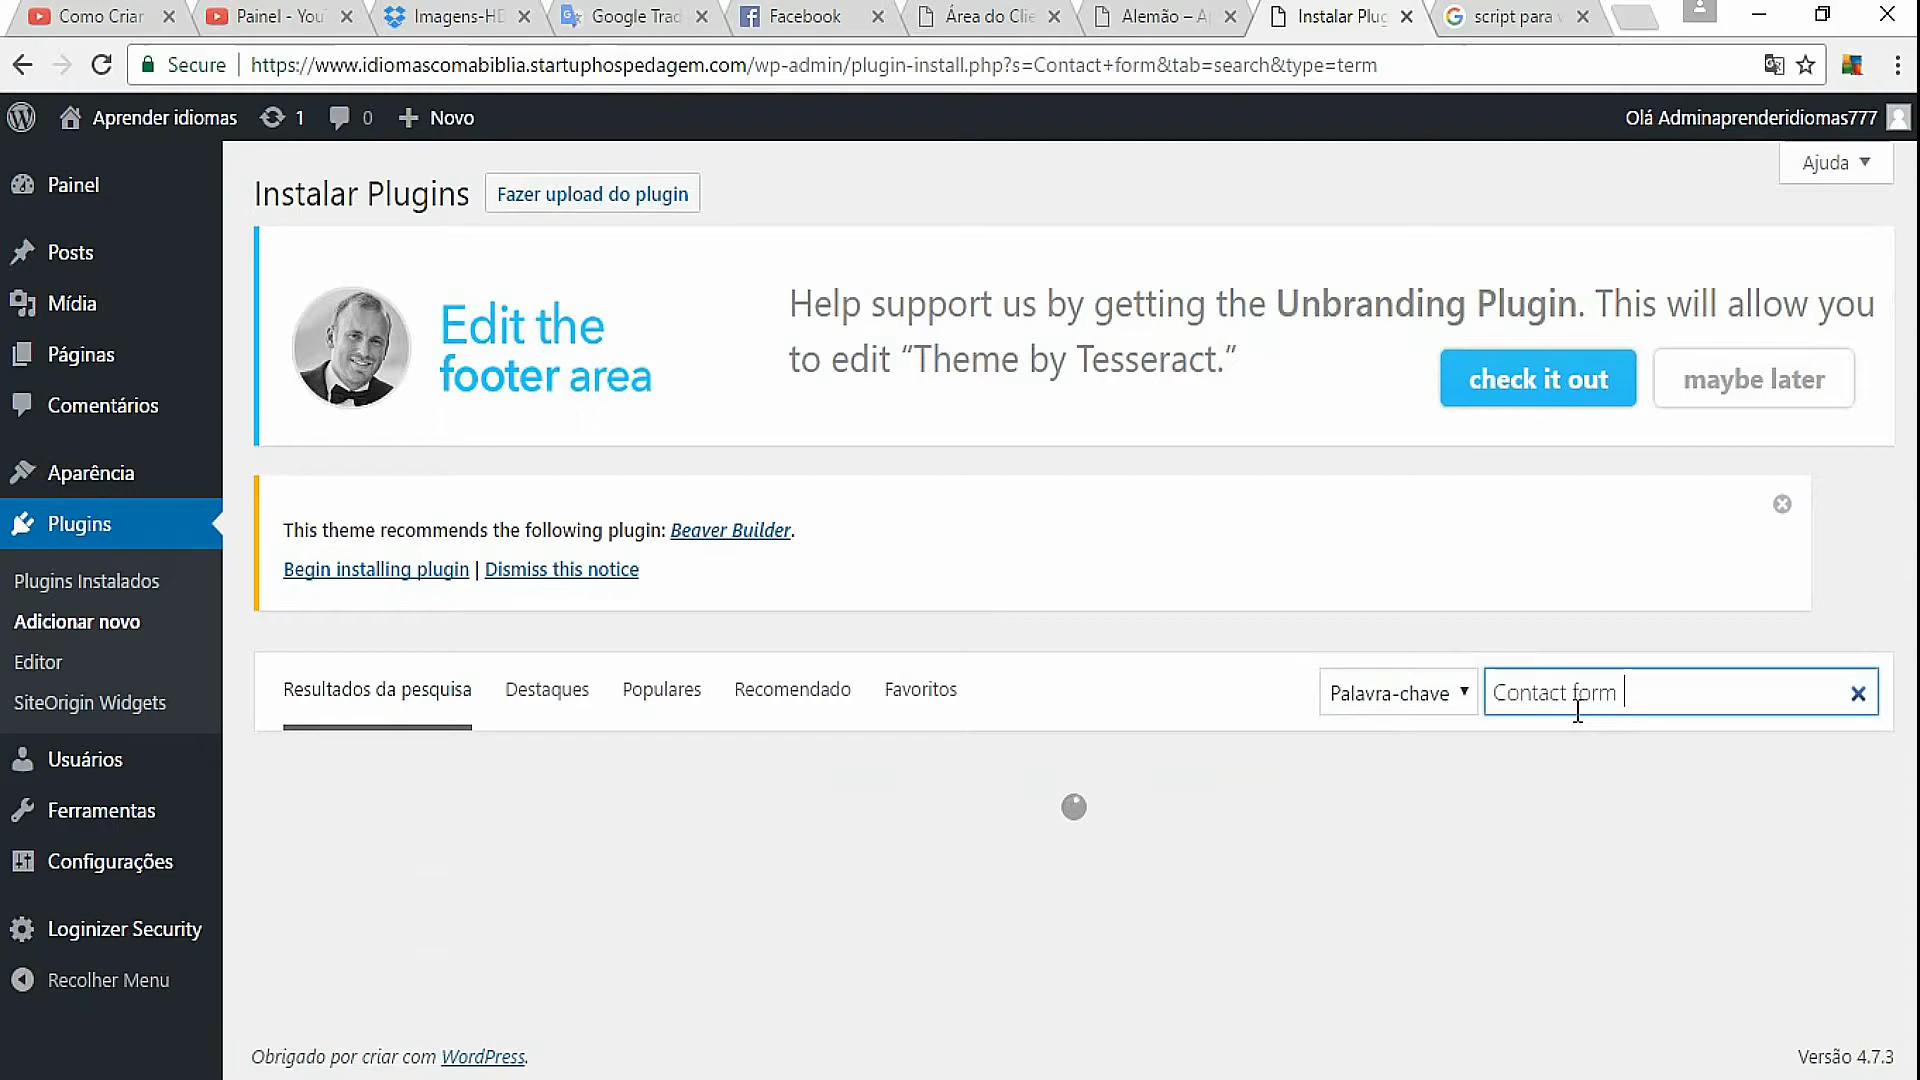 Como Criar
Painel - You
Imagens-HD
Google Trad
Facebook
Área do Clie
Alemão – A
Instalar Plug
script para v
Secure
https://www.idiomascomabiblia.startuphospedagem.com/wp-admin/plugin-install.php?s=Contact+form&tab=search&type=term
Aprender idiomas
1
0
Novo
Olá Adminaprenderidiomas777
Ajuda
Painel
Posts
Mídia
Páginas
Comentários
Aparência
Plugins
Plugins Instalados
Adicionar novo
Editor
SiteOrigin Widgets
Usuários
Ferramentas
Configurações
Loginizer Security
Recolher Menu
Instalar Plugins
Fazer upload do plugin
Edit the
footer area
Help support us by getting the Unbranding Plugin. This will allow you
to edit “Theme by Tesseract.”
check it out
maybe later
This theme recommends the following plugin: Beaver Builder.
Begin installing plugin | Dismiss this notice
Resultados da pesquisa
Destaques
Populares
Recomendado
Favoritos
Palavra-chave
Contact form
Obrigado por criar com WordPress.
Versão 4.7.3